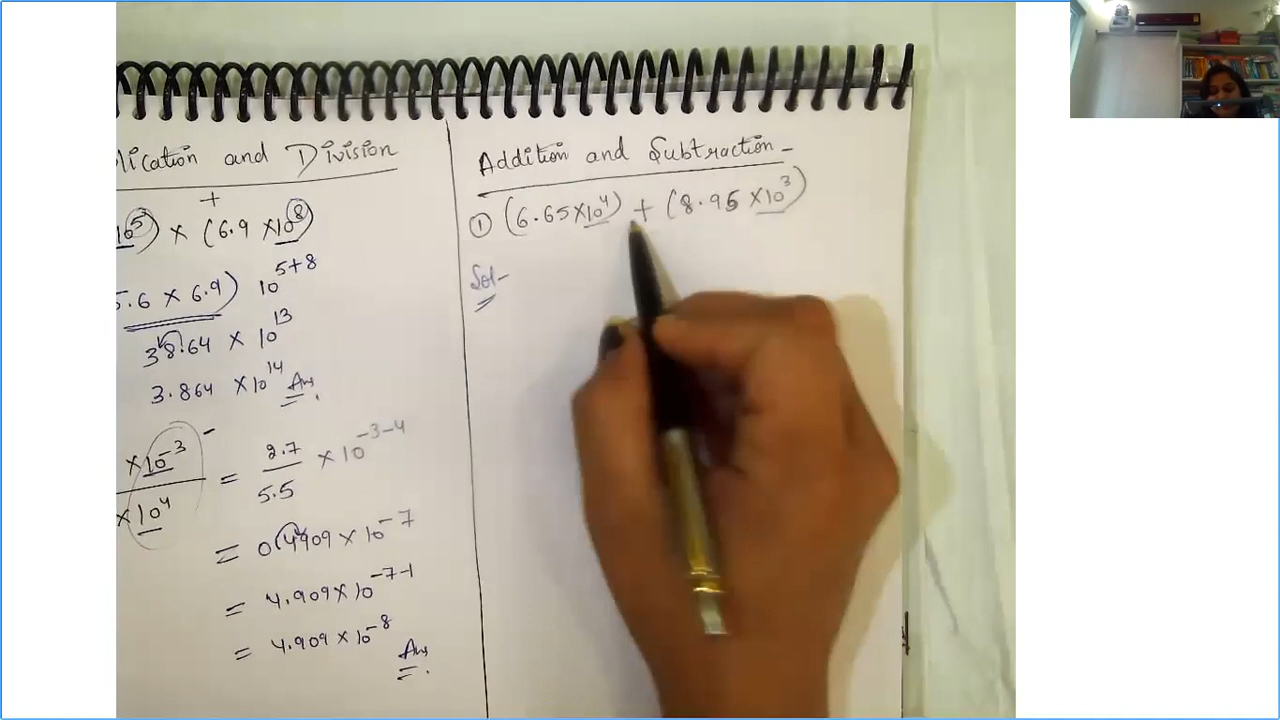 lication and Division
+
10⁵) × (6.9 × 10⁸)
5.6 × 6.9) 10⁵⁺⁸
38.64 × 10¹³
3.864 × 10¹⁴ Ans.
× 10⁻³ / × 10⁴ = 2.7 / 5.5 × 10⁻³⁻⁴
= 0.4909 × 10⁻⁷
= 4.909 × 10⁻⁷⁻¹
= 4.909 × 10⁻⁸
Ans.
Addition and Subtraction -
① (6.65 × 10⁴) + (8.95 × 10³)
Sol-